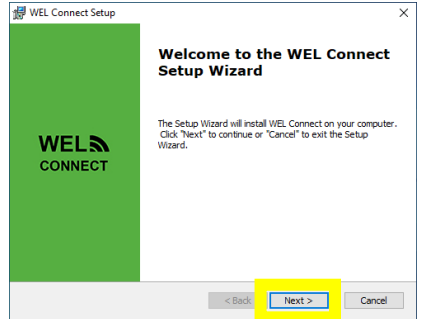 WEL Connect Setup
Welcome to the WEL Connect
Setup Wizard
The Setup Wizard will install WEL Connect on your computer.
Click "Next" to continue or "Cancel" to exit the Setup
Wizard.
WEL
CONNECT
< Back Next > Cancel